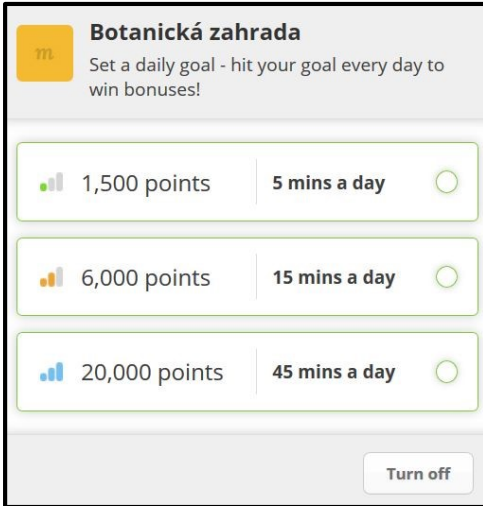 m
Botanická zahrada
Set a daily goal - hit your goal every day to
win bonuses!
1,500 points 5 mins a day
6,000 points 15 mins a day
20,000 points 45 mins a day
Turn off